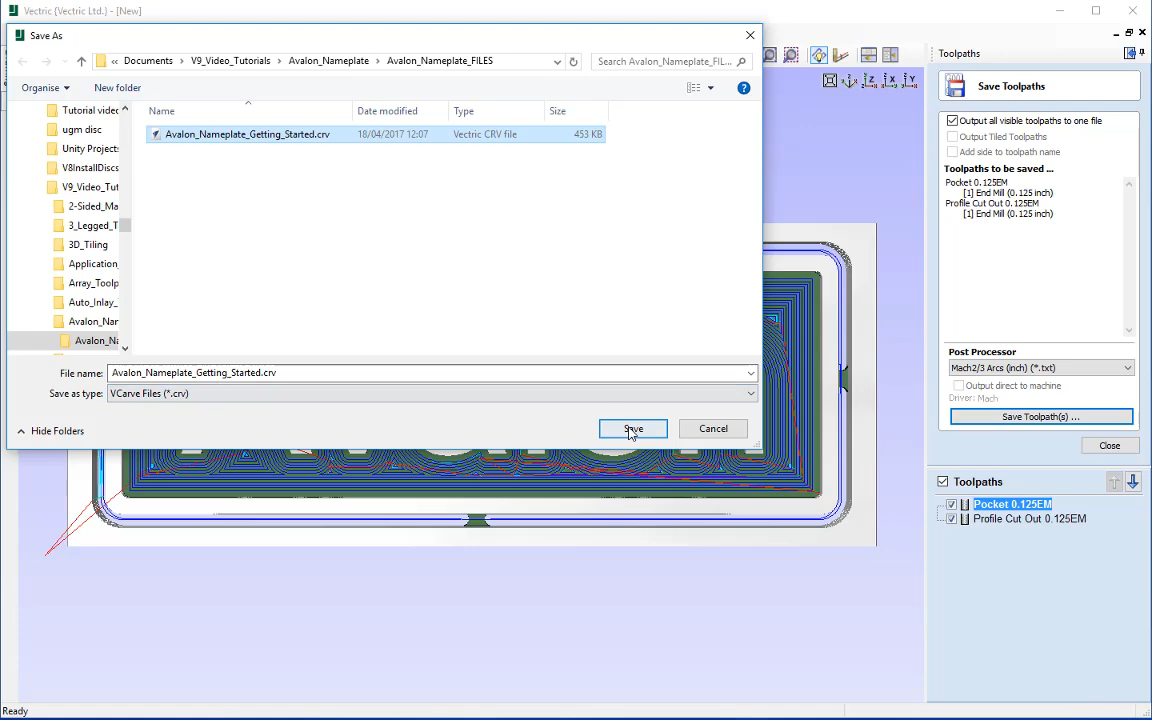 Vectric {Vectric Ltd.} - [New]
Save As
« Documents > V9_Video_Tutorials > Avalon_Nameplate > Avalon_Nameplate_FILES
Search Avalon_Nameplate_FIL...
Organise
New folder
Name
Date modified
Type
Size
Avalon_Nameplate_Getting_Started.crv
18/04/2017 12:07
Vectric CRV file
453 KB
Tutorial videc
ugm disc
Unity Projects
V8InstallDiscs
V9_Video_Tut
2-Sided_Ma
3_Legged_T
3D_Tiling
Application_
Array_Toolp
Auto_Inlay_
Avalon_Nan
Avalon_Na
File name:
Avalon_Nameplate_Getting_Started.crv
Save as type:
VCarve Files (*.crv)
Hide Folders
Save
Cancel
Toolpaths
Save Toolpaths
Output all visible toolpaths to one file
Output Tiled Toolpaths
Add side to toolpath name
Toolpaths to be saved ...
Pocket 0.125EM
[1] End Mill (0.125 inch)
Profile Cut Out 0.125EM
[1] End Mill (0.125 inch)
Post Processor
Mach2/3 Arcs (inch) (*.txt)
Output direct to machine
Driver: Mach
Save Toolpath(s) ...
Close
Toolpaths
Pocket 0.125EM
Profile Cut Out 0.125EM
Ready